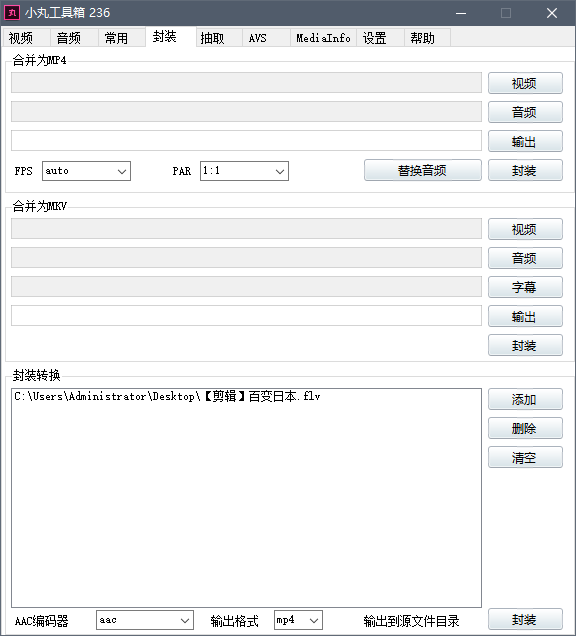 小丸工具箱 236
视频 音频 常用 封装 抽取 AVS MediaInfo 设置 帮助
合并为MP4
视频
音频
输出
FPS auto PAR 1:1 替换音频 封装
合并为MKV
视频
音频
字幕
输出
封装
封装转换
C:\Users\Administrator\Desktop\【剪辑】百变日本.flv 添加
删除
清空
AAC编码器 aac 输出格式 mp4 输出到源文件目录 封装